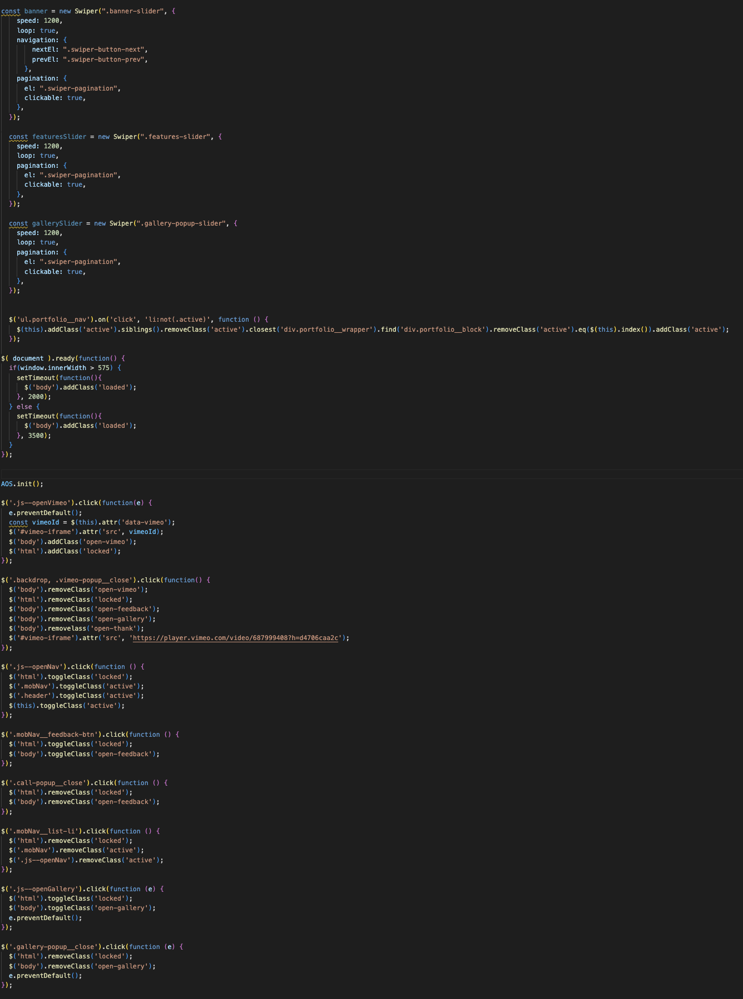 const banner = new Swiper(".banner-slider", {
    speed: 1200,
    loop: true,
    navigation: {
        nextEl: ".swiper-button-next",
        prevEl: ".swiper-button-prev",
      },
    pagination: {
      el: ".swiper-pagination",
      clickable: true,
    },
  });

  const featuresSlider = new Swiper(".features-slider", {
    speed: 1200,
    loop: true,
    pagination: {
      el: ".swiper-pagination",
      clickable: true,
    },
  });

  const gallerySlider = new Swiper(".gallery-popup-slider", {
    speed: 1200,
    loop: true,
    pagination: {
      el: ".swiper-pagination",
      clickable: true,
    },
  });


  $('ul.portfolio__nav').on('click', 'li:not(.active)', function () {
    $(this).addClass('active').siblings().removeClass('active').closest('div.portfolio__wrapper').find('div.portfolio__block').removeClass('active').eq($(this).index()).addClass('active');
  });

$( document ).ready(function() {
  if(window.innerWidth > 575) {
    setTimeout(function(){
      $('body').addClass('loaded');
    }, 2000);
  } else {
    setTimeout(function(){
      $('body').addClass('loaded');
    }, 3500);
  }
});


AOS.init();

$('.js--openVimeo').click(function(e) {
  e.preventDefault();
  const vimeoId = $(this).attr('data-vimeo');
  $('#vimeo-iframe').attr('src', vimeoId);
  $('body').addClass('open-vimeo');
  $('html').addClass('locked');
});

$('.backdrop, .vimeo-popup__close').click(function() {
  $('body').removeClass('open-vimeo');
  $('html').removeClass('locked');
  $('body').removeClass('open-feedback');
  $('body').removeClass('open-gallery');
  $('body').removelass('open-thank');
  $('#vimeo-iframe').attr('src', 'https://player.vimeo.com/video/687999408?h=d4706caa2c');
});

$('.js--openNav').click(function () {
  $('html').toggleClass('locked');
  $('.mobNav').toggleClass('active');
  $('.header').toggleClass('active');
  $(this).toggleClass('active');
});

$('.mobNav__feedback-btn').click(function () {
  $('html').toggleClass('locked');
  $('body').toggleClass('open-feedback');
});

$('.call-popup__close').click(function () {
  $('html').removeClass('locked');
  $('body').removeClass('open-feedback');
});

$('.mobNav__list-li').click(function () {
  $('html').removeClass('locked');
  $('.mobNav').removeClass('active');
  $('.js--openNav').removeClass('active');
});

$('.js--openGallery').click(function (e) {
  $('html').toggleClass('locked');
  $('body').toggleClass('open-gallery');
  e.preventDefault();
});

$('.gallery-popup__close').click(function (e) {
  $('html').removeClass('locked');
  $('body').removeClass('open-gallery');
  e.preventDefault();
});